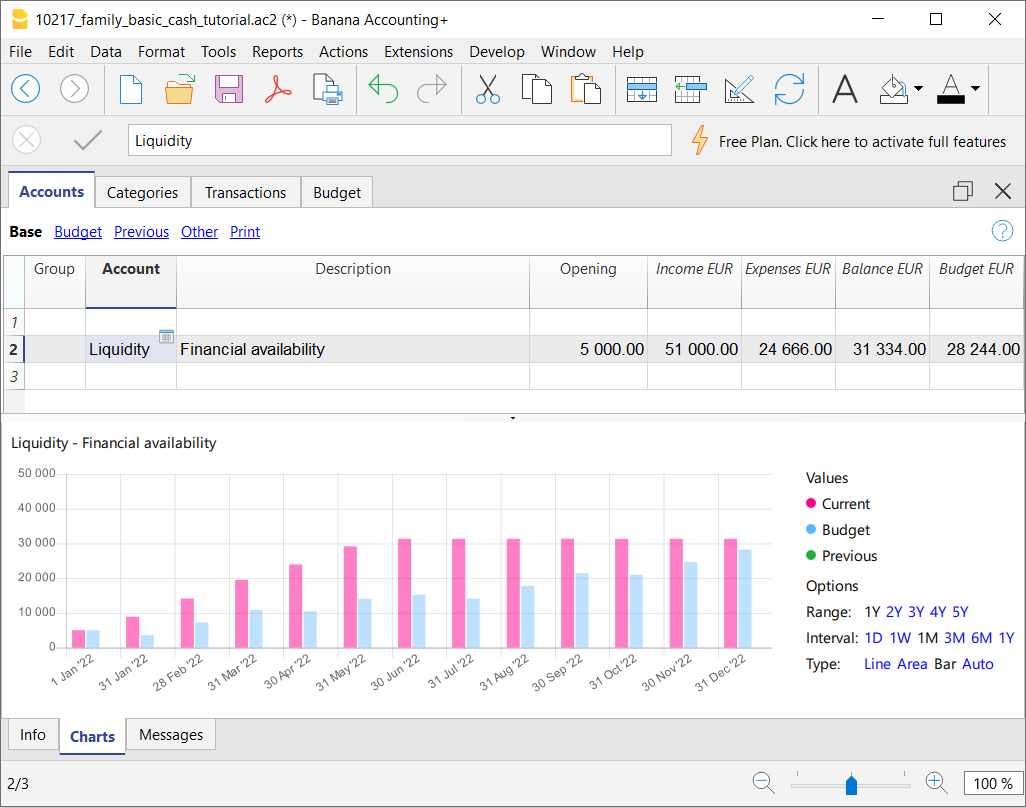 10217_family_basic_cash_tutorial.ac2 (*) - Banana Accounting+
File Edit Data Format Tools Reports Actions Extensions Develop Window Help
A A
Liquidity
Free Plan. Click here to activate full features
Accounts Categories Transactions Budget
Base Budget Previous Other Print ?
Group Account Description Opening Income EUR Expenses EUR Balance EUR Budget EUR
1
2 Liquidity Financial availability 5 000.00 51 000.00 24 666.00 31 334.00 28 244.00
3
Liquidity - Financial availability
50 000
40 000
30 000
20 000
10 000
0
1 Jan '22 31 Jan '22 28 Feb '22 31 Mar '22 30 Apr '22 31 May '22 30 Jun '22 31 Jul '22 31 Aug '22 30 Sep '22 31 Oct '22 30 Nov '22 31 Dec '22
Values
Current
Budget
Previous
Options
Range: 1Y 2Y 3Y 4Y 5Y
Interval: 1D 1W 1M 3M 6M 1Y
Type: Line Area Bar Auto
Info Charts Messages
2/3
100 %